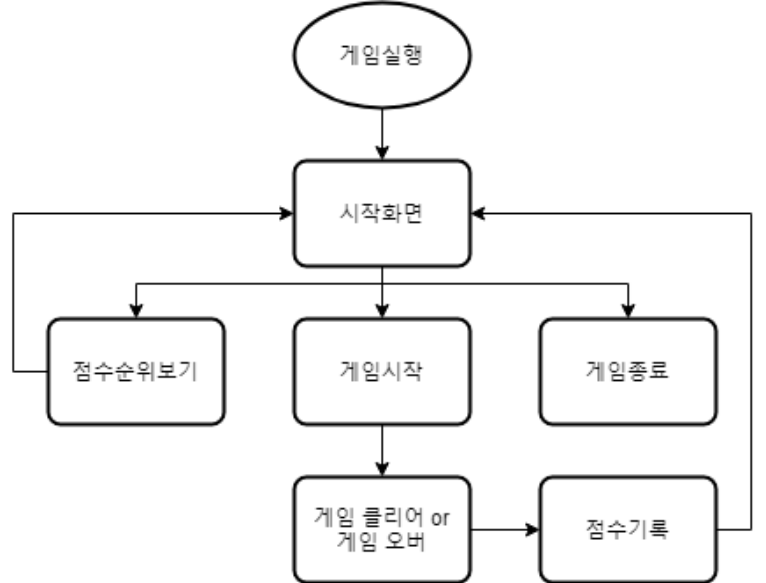 게임실행
시작화면
점수순위보기
게임시작
게임종료
게임 클리어 or
게임 오버
점수기록